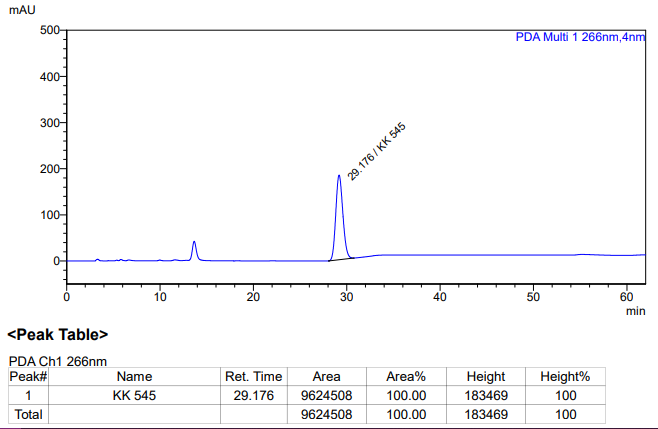 mAU
PDA Multi 1 266nm,4nm
500
400
300
200
100
0
29.176 / KK 545
0 10 20 30 40 50 60
min
<Peak Table>
PDA Ch1 266nm
Peak# Name Ret. Time Area Area% Height Height%
1 KK 545 29.176 9624508 100.00 183469 100
Total 9624508 100.00 183469 100